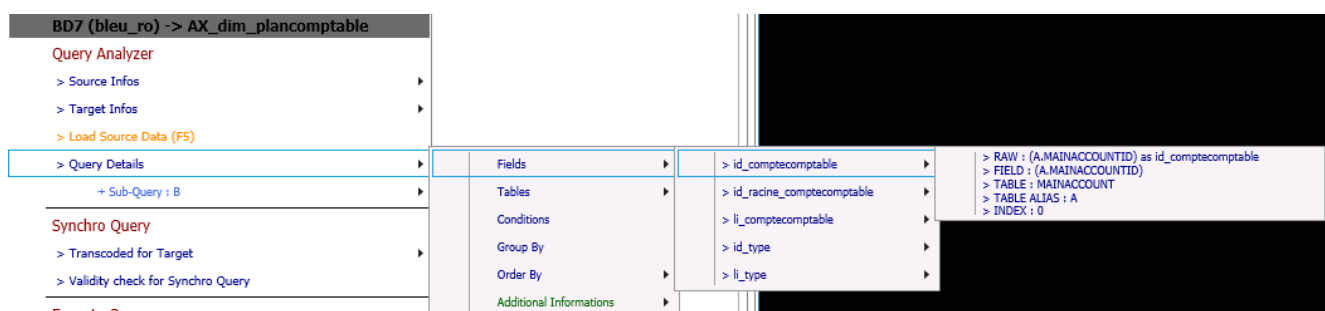 BD7 (bleu_ro) -> AX_dim_plancomptable
Query Analyzer
> Source Infos
> Target Infos
> Load Source Data (F5)
> Query Details
+ Sub-Query : B
Synchro Query
> Transcoded for Target
> Validity check for Synchro Query
Fields
Tables
Conditions
Group By
Order By
Additional Informations
> id_comptecomptable
> id_racine_comptecomptable
> li_comptecomptable
> id_type
> li_type
> RAW : (A.MAINACCOUNTID) as id_comptecomptable
> FIELD : (A.MAINACCOUNTID)
> TABLE : MAINACCOUNT
> TABLE ALIAS : A
> INDEX : 0